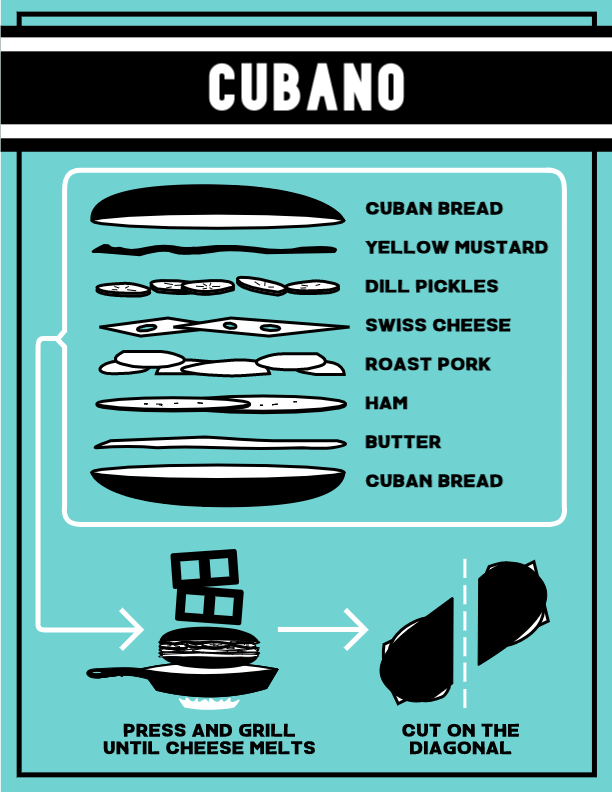 CUBANO
CUBAN BREAD
YELLOW MUSTARD
DILL PICKLES
SWISS CHEESE
ROAST PORK
HAM
BUTTER
CUBAN BREAD
PRESS AND GRILL
UNTIL CHEESE MELTS
CUT ON THE
DIAGONAL